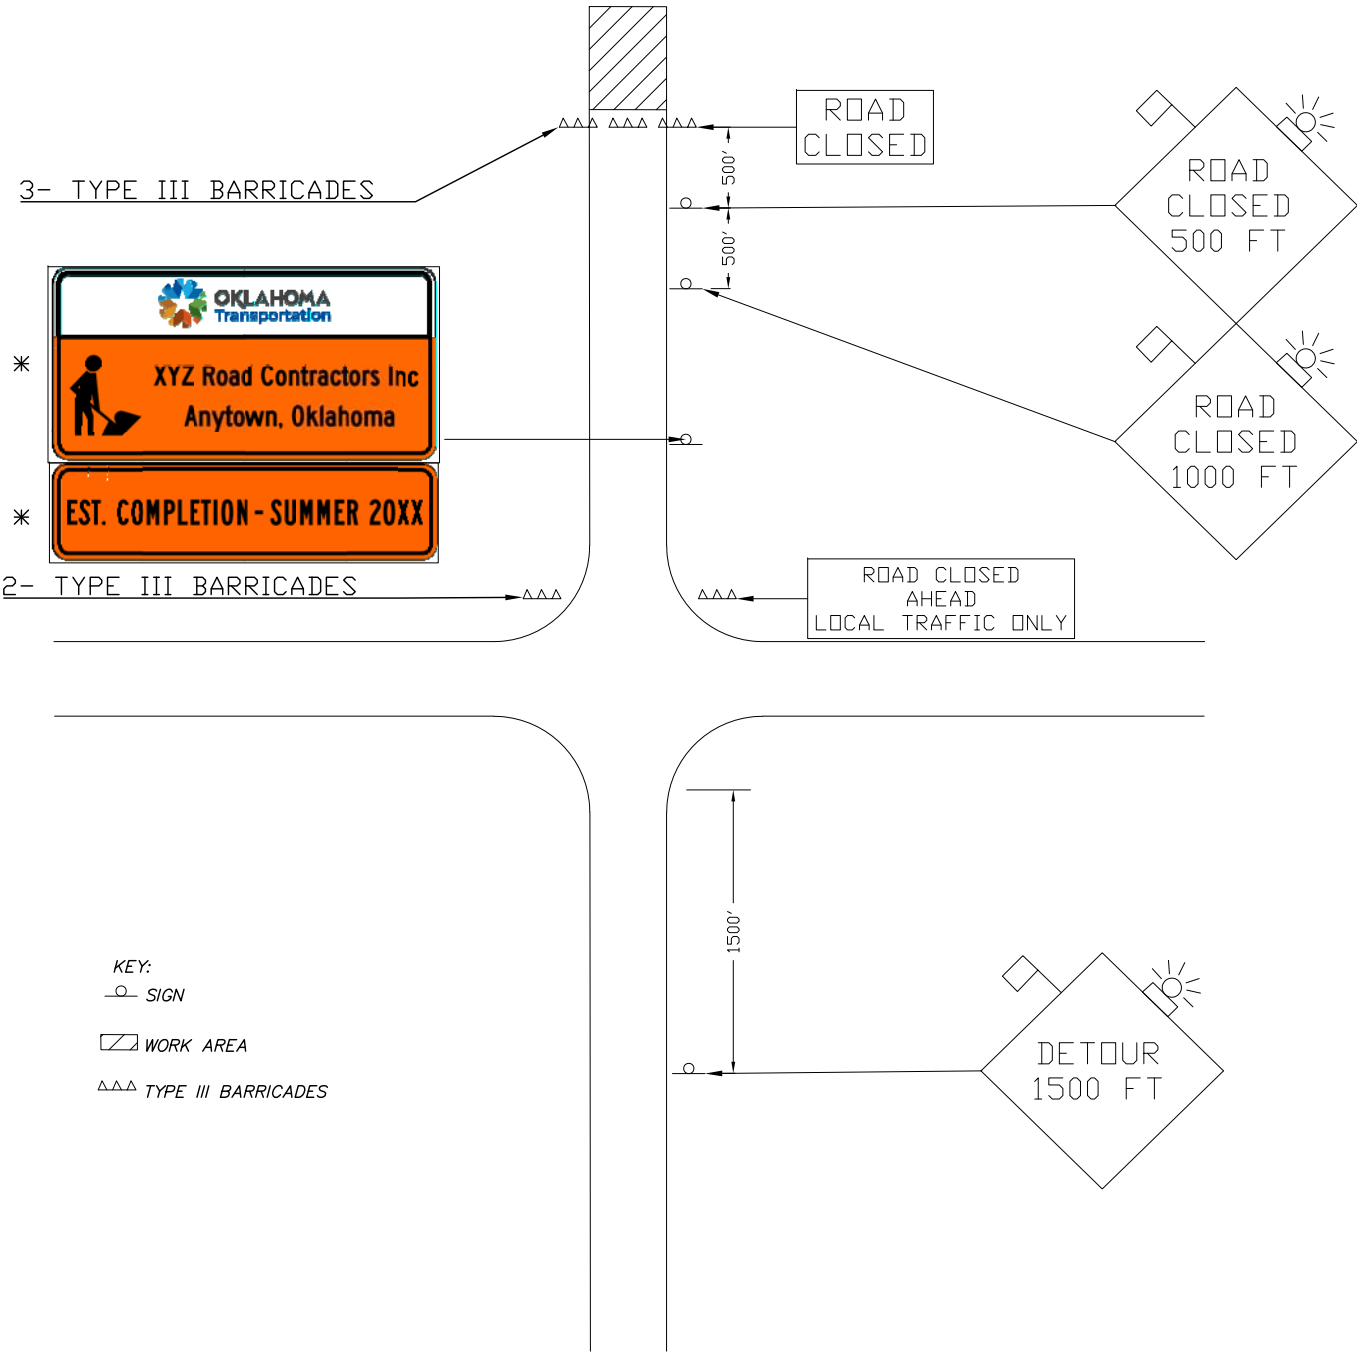 ROAD
CLOSED
3- TYPE III BARRICADES
500'
500'
ROAD
CLOSED
500 FT
OKLAHOMA
Transportation
XYZ Road Contractors Inc
Anytown, Oklahoma
*
ROAD
CLOSED
1000 FT
EST. COMPLETION - SUMMER 20XX
*
2- TYPE III BARRICADES
ROAD CLOSED
AHEAD
LOCAL TRAFFIC ONLY
1500'
KEY:
SIGN
WORK AREA
TYPE III BARRICADES
DETOUR
1500 FT